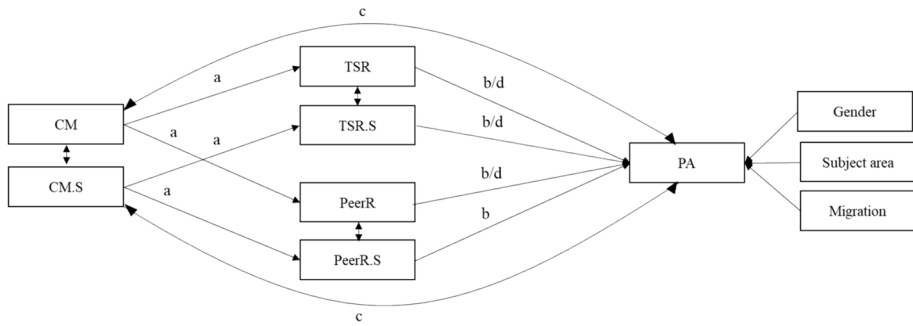 c
TSR
a
b/d
Gender
CM
TSR.S
b/d
a
a
PA
Subject area
CM.S
b/d
a
PeerR
b
Migration
PeerR.S
c